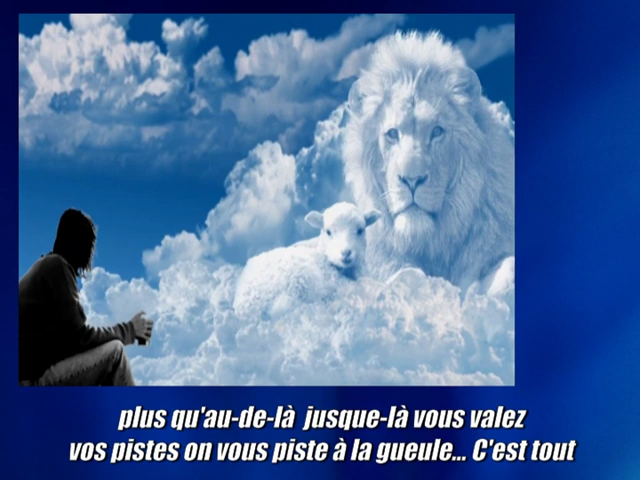 plus qu'au-de-là jusque-là vous valez
vos pistes on vous piste à la gueule... C'est tout